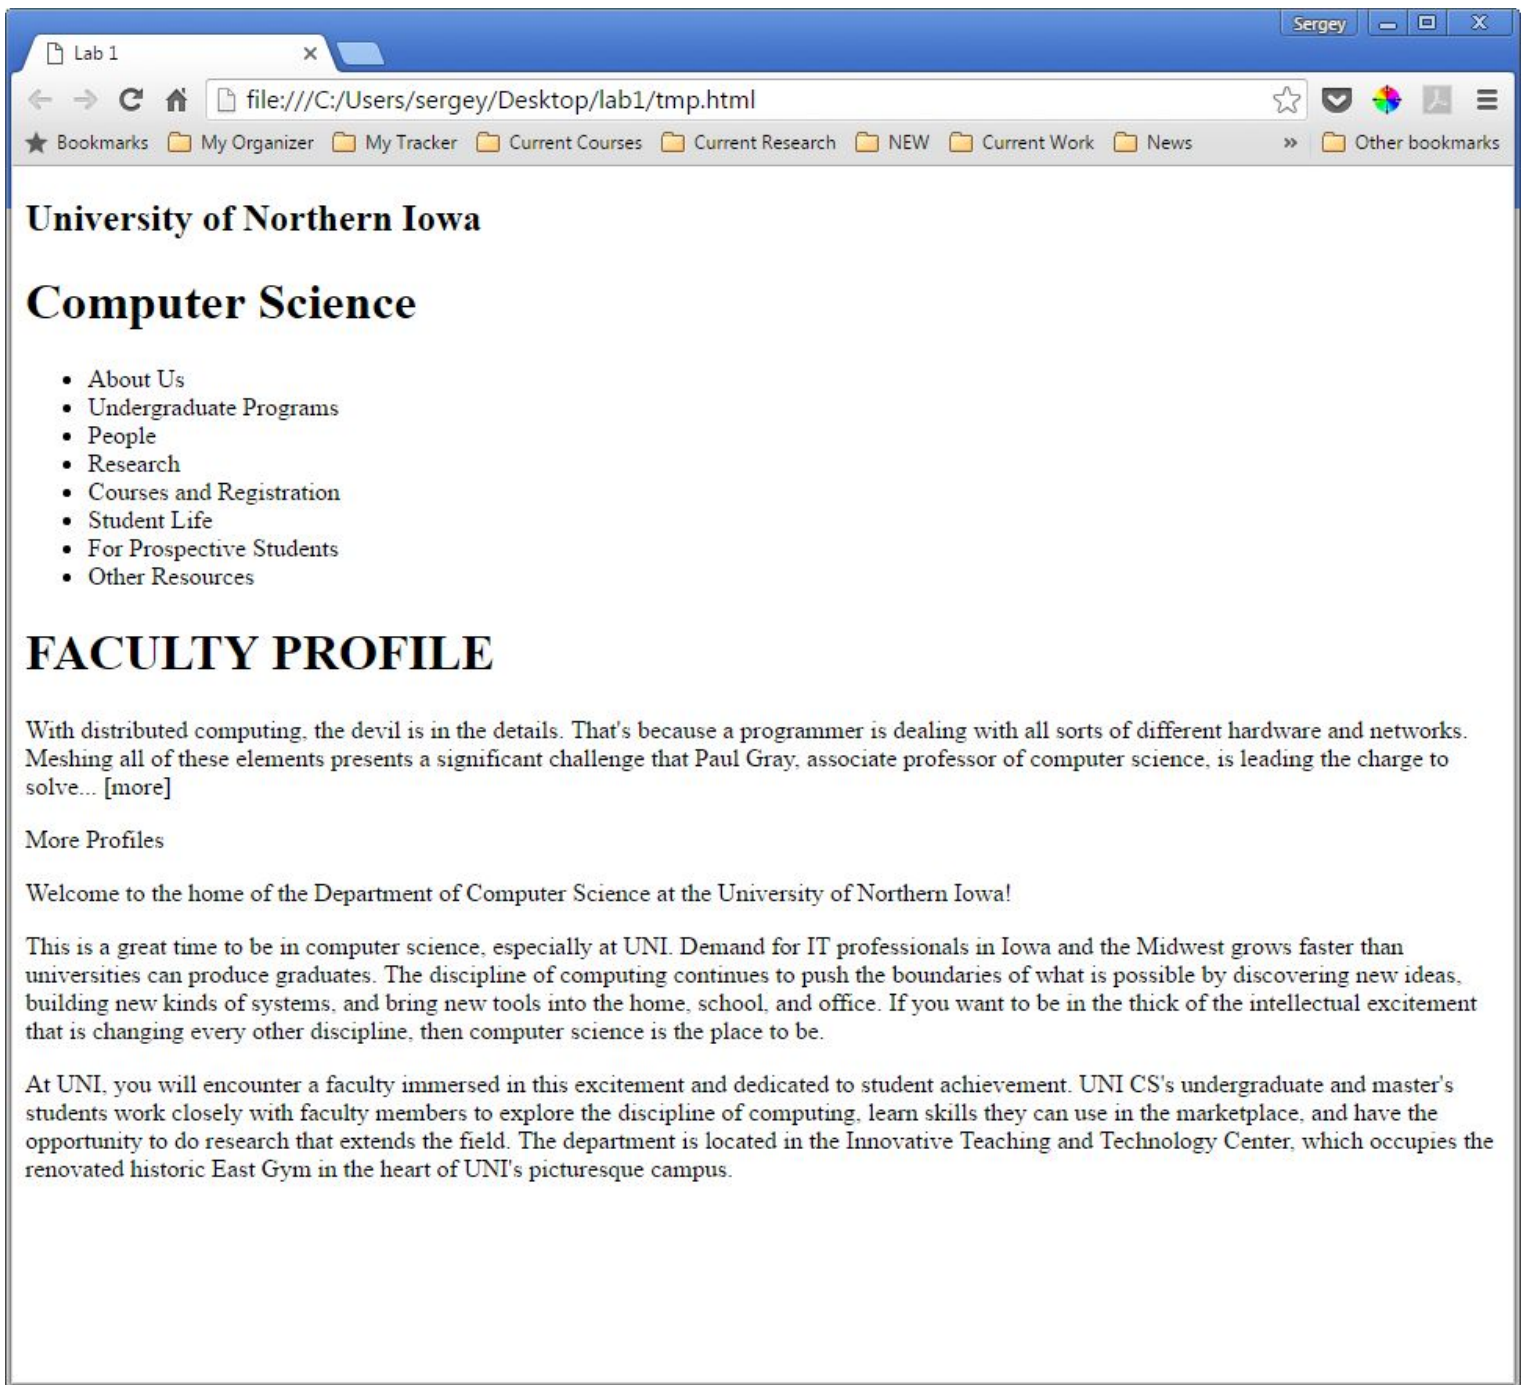 Sergey
Lab 1
file:///C:/Users/sergey/Desktop/lab1/tmp.html
Bookmarks My Organizer My Tracker Current Courses Current Research NEW Current Work News » Other bookmarks
University of Northern Iowa
Computer Science
• About Us
• Undergraduate Programs
• People
• Research
• Courses and Registration
• Student Life
• For Prospective Students
• Other Resources
FACULTY PROFILE
With distributed computing, the devil is in the details. That's because a programmer is dealing with all sorts of different hardware and networks.
Meshing all of these elements presents a significant challenge that Paul Gray, associate professor of computer science, is leading the charge to
solve... [more]
More Profiles
Welcome to the home of the Department of Computer Science at the University of Northern Iowa!
This is a great time to be in computer science, especially at UNI. Demand for IT professionals in Iowa and the Midwest grows faster than
universities can produce graduates. The discipline of computing continues to push the boundaries of what is possible by discovering new ideas,
building new kinds of systems, and bring new tools into the home, school, and office. If you want to be in the thick of the intellectual excitement
that is changing every other discipline, then computer science is the place to be.
At UNI, you will encounter a faculty immersed in this excitement and dedicated to student achievement. UNI CS's undergraduate and master's
students work closely with faculty members to explore the discipline of computing, learn skills they can use in the marketplace, and have the
opportunity to do research that extends the field. The department is located in the Innovative Teaching and Technology Center, which occupies the
renovated historic East Gym in the heart of UNI's picturesque campus.